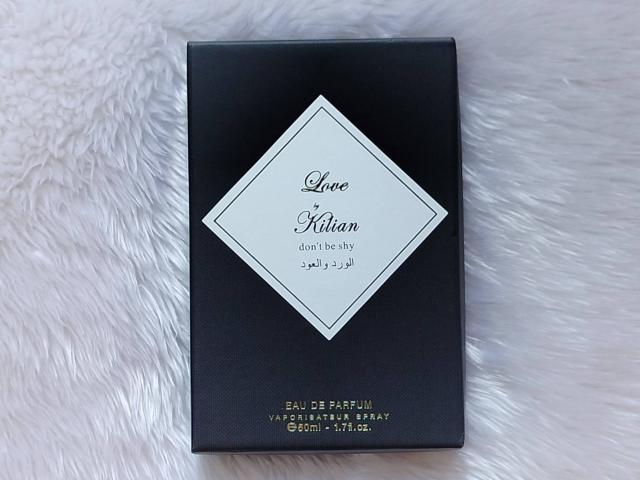 Love
by
Kilian
don't be shy
الورد والعود
EAU DE PARFUM
VAPORISATEUR SPRAY
℮50ml - 1.7fl.oz.